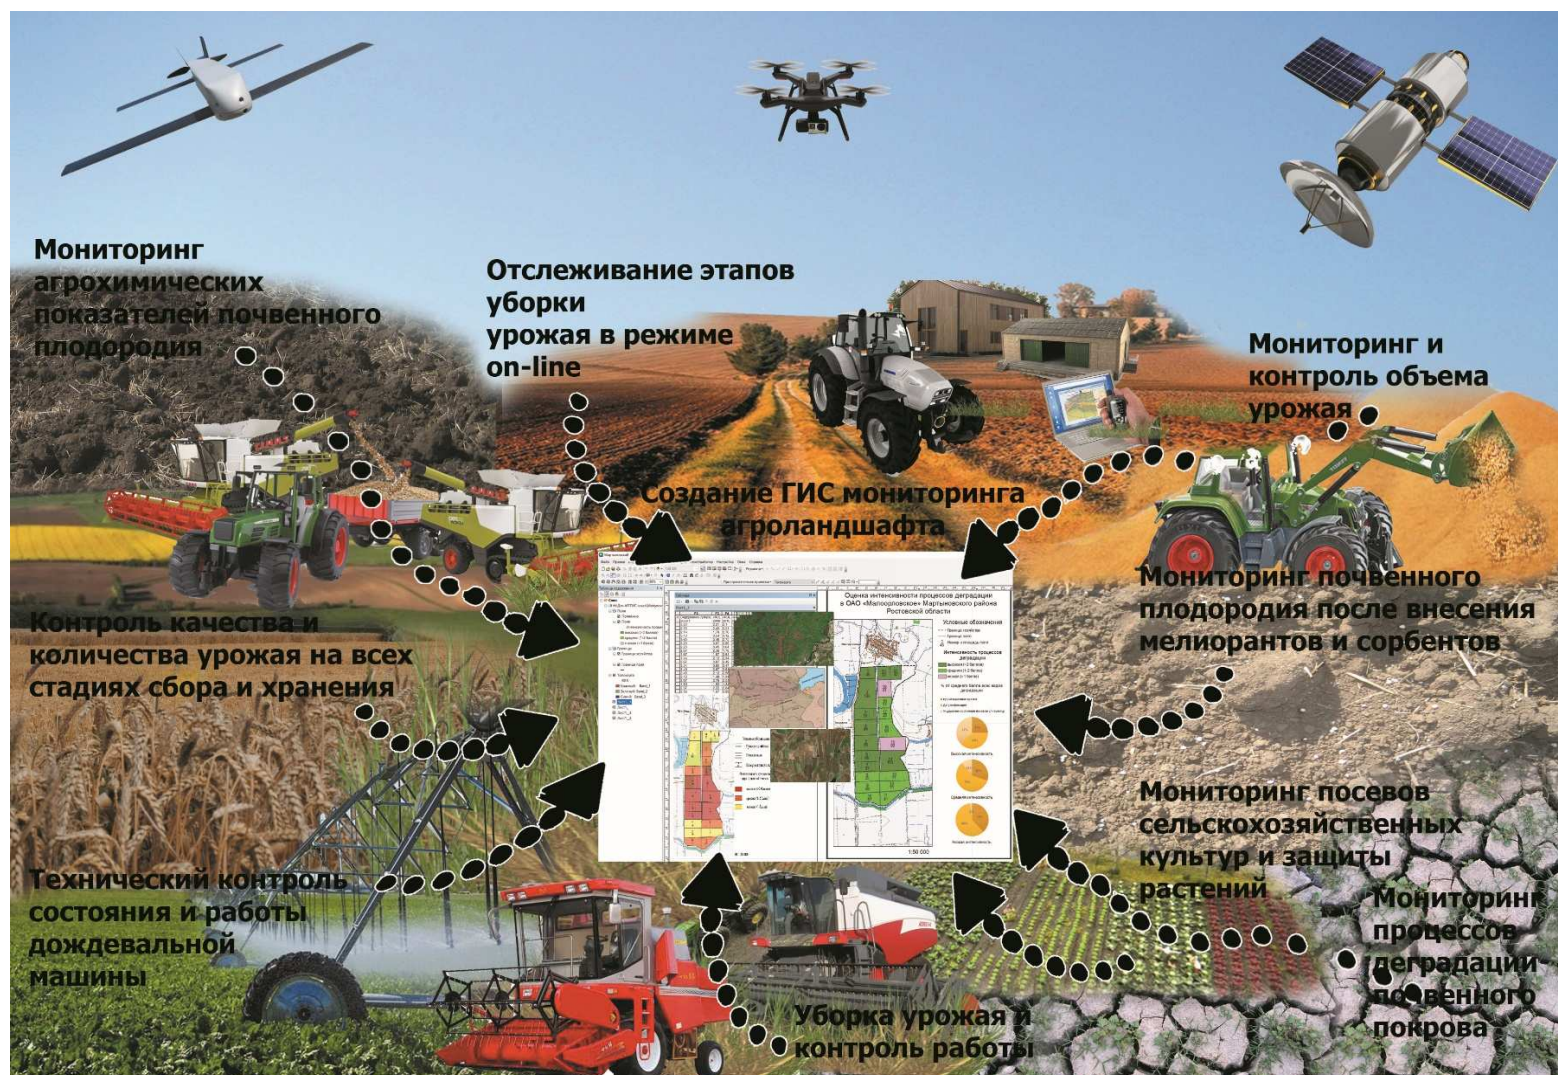 Мониторинг
агрохимических
показателей почвенного
плодородия
Отслеживание этапов
уборки
урожая в режиме
on-line
Мониторинг и
контроль объема
урожая
Создание ГИС мониторинга
агроландшафта
Мониторинг почвенного
плодородия после внесения
мелиорантов и сорбентов
Контроль качества и
количества урожая на всех
стадиях сбора и хранения
Оценка интенсивности процессов деградации
в ОАО «Малоорловское» Мартыновского района
Ростовской области
Условные обозначения
Интенсивность процессов
деградации
1:50 000
Мониторинг посевов
сельскохозяйственных
культур и защиты
растений
Технический контроль
состояния и работы
дождевальной
машины
Мониторинг
процессов
деградации
почвенного
покрова
Уборка урожая и
контроль работы